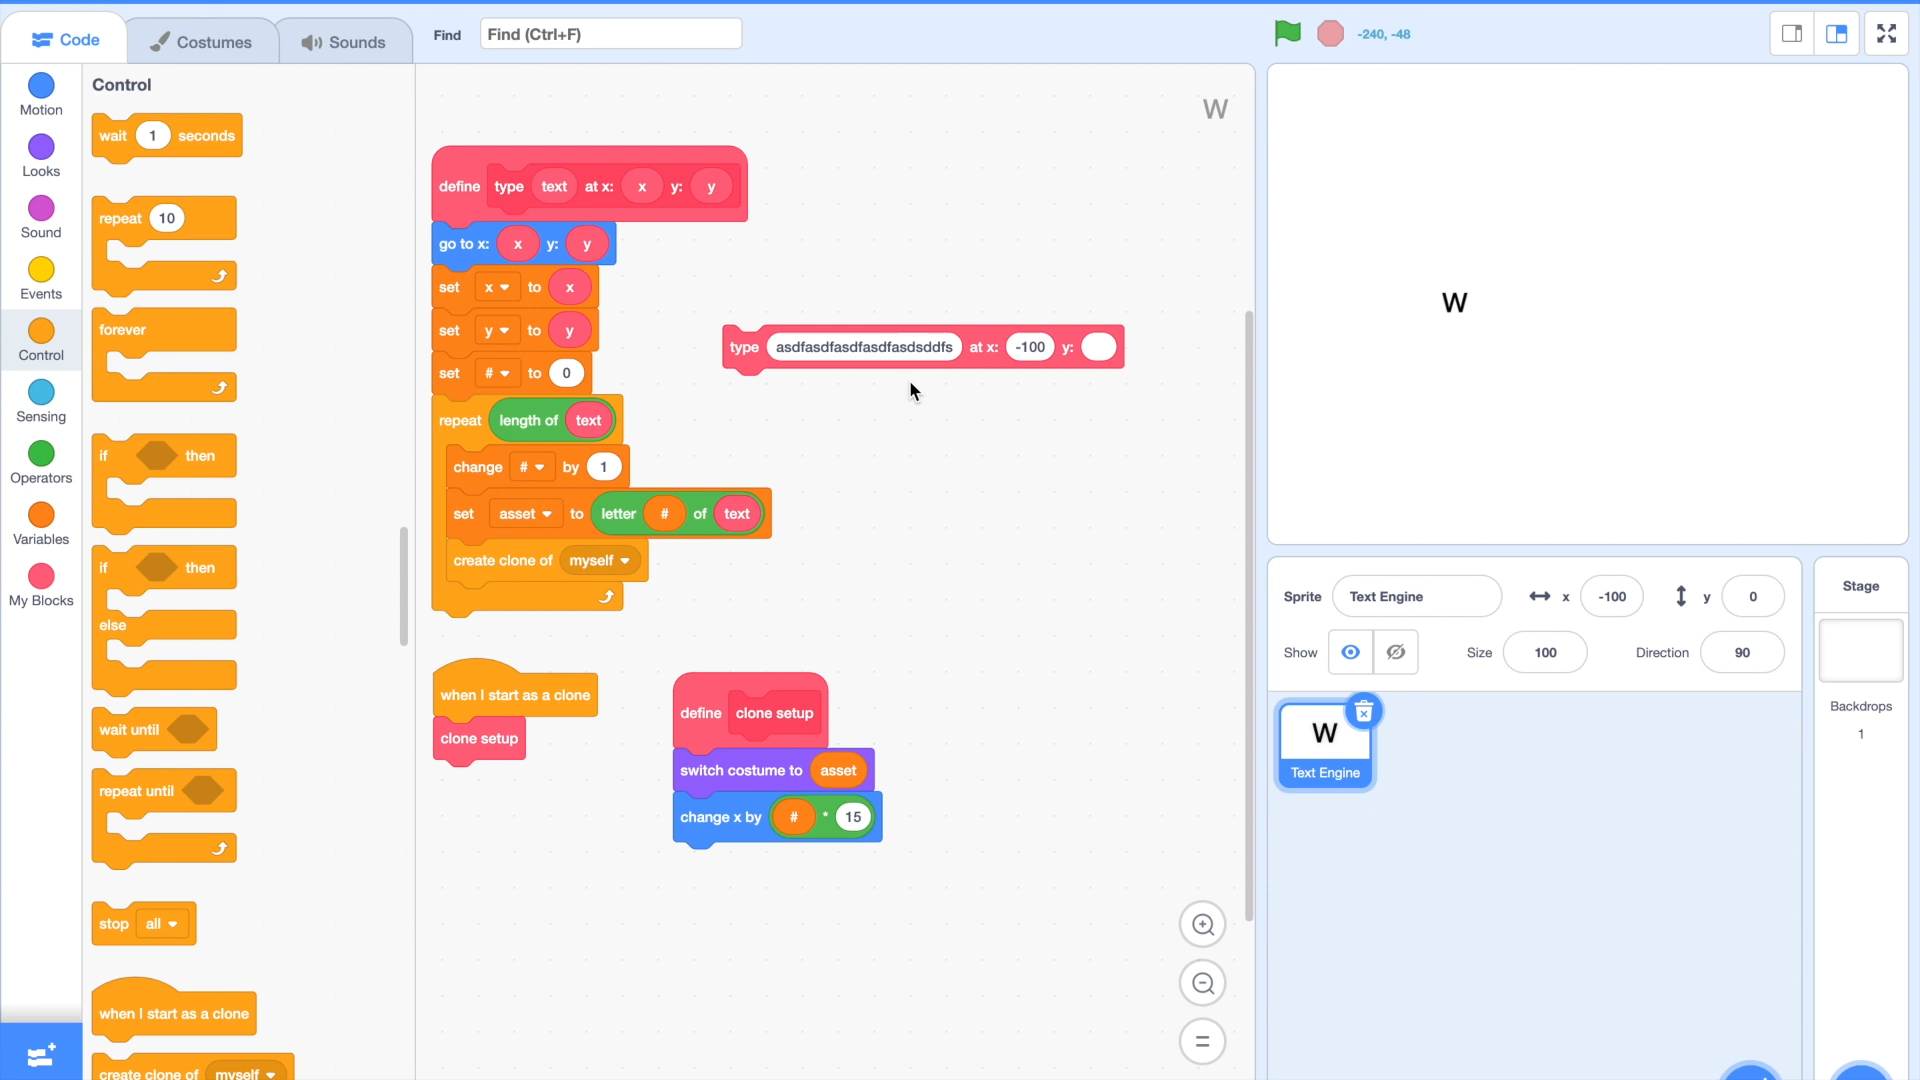 Code
Costumes
Sounds
Find
Find (Ctrl+F)
-240, -48
Motion
Looks
Sound
Events
Control
Sensing
Operators
Variables
My Blocks
Control
wait 1 seconds
repeat 10
forever
if then
if then
else
wait until
repeat until
stop all
when I start as a clone
create clone of myself
W
define type text at x: x y: y
go to x: x y: y
set x to x
set y to y
set # to 0
repeat length of text
change # by 1
set asset to letter # of text
create clone of myself
type asdfasdfasdfasdfasdsddfs at x: -100 y:
when I start as a clone
clone setup
define clone setup
switch costume to asset
change x by # * 15
W
Sprite Text Engine x -100 y 0
Show Size 100 Direction 90
W
Text Engine
Stage
Backdrops
1